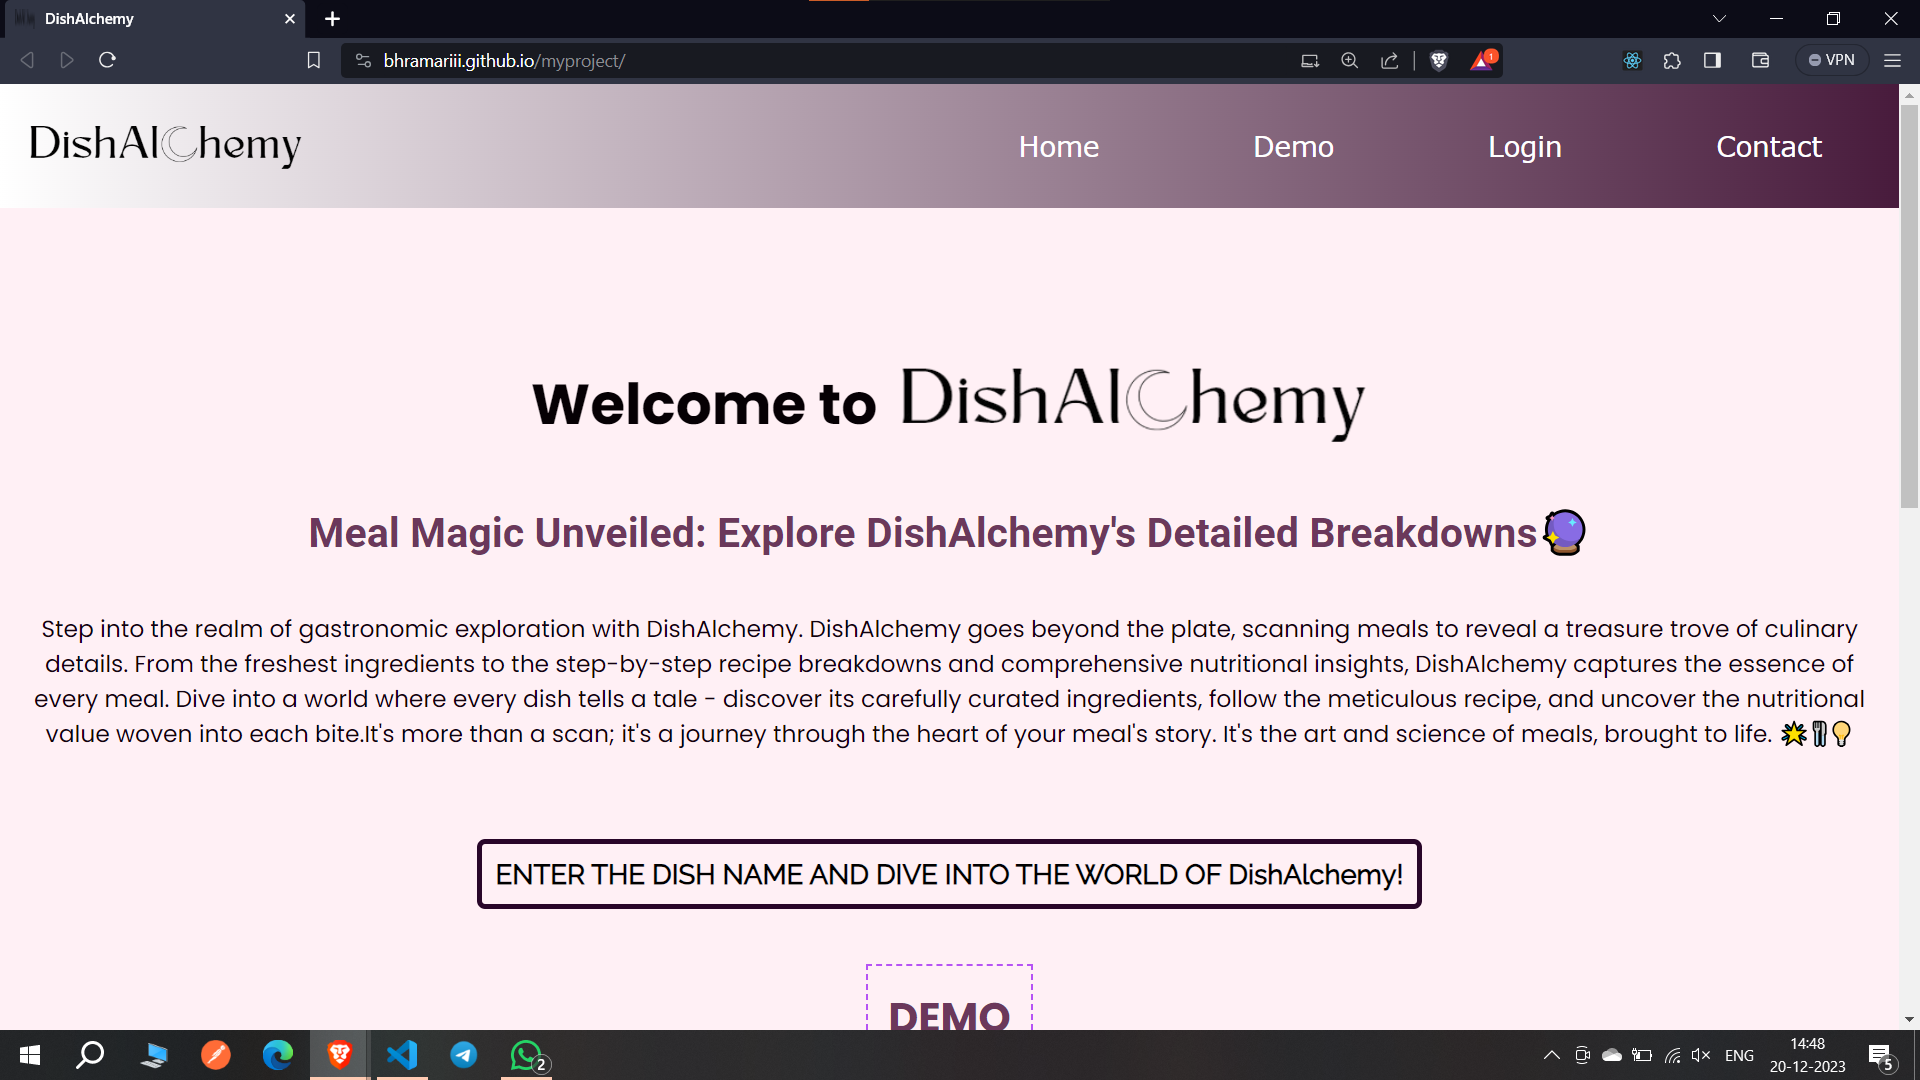 DishAlchemy
bhramariii.github.io/myproject/
1
VPN
DishAlChemy
Home
Demo
Login
Contact
Welcome to DishAlChemy
Meal Magic Unveiled: Explore DishAlchemy's Detailed Breakdowns🔮
Step into the realm of gastronomic exploration with DishAlchemy. DishAlchemy goes beyond the plate, scanning meals to reveal a treasure trove of culinary
details. From the freshest ingredients to the step-by-step recipe breakdowns and comprehensive nutritional insights, DishAlchemy captures the essence of
every meal. Dive into a world where every dish tells a tale - discover its carefully curated ingredients, follow the meticulous recipe, and uncover the nutritional
value woven into each bite.It's more than a scan; it's a journey through the heart of your meal's story. It's the art and science of meals, brought to life. 🌟🍴💡
ENTER THE DISH NAME AND DIVE INTO THE WORLD OF DishAlchemy!
DEMO
2
ENG
14:48
20-12-2023
5